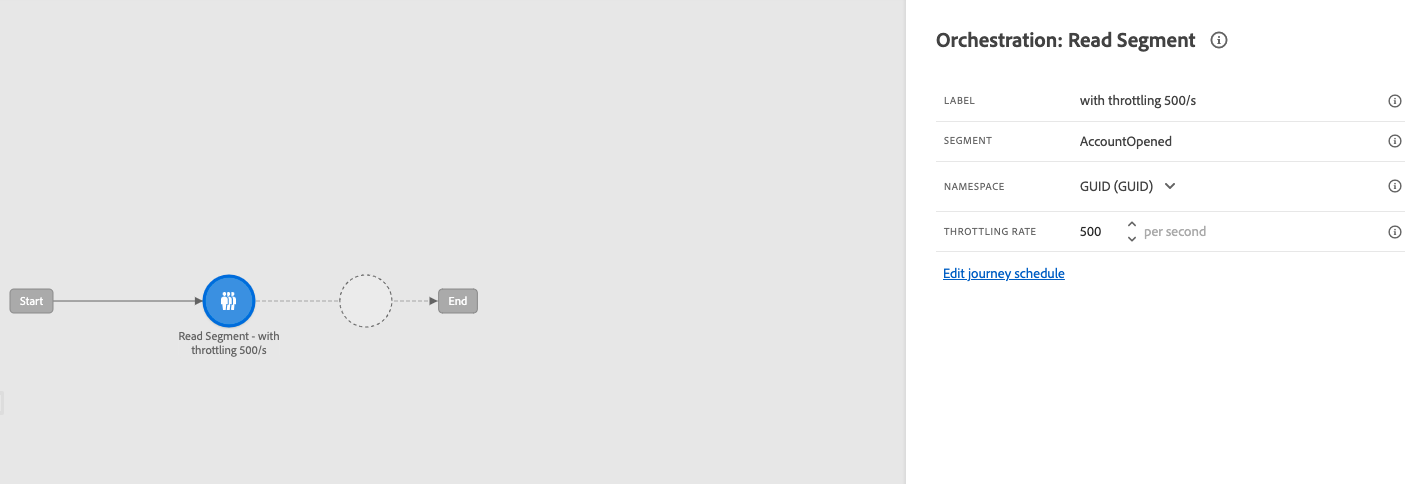 Orchestration: Read Segment
LABEL with throttling 500/s
SEGMENT AccountOpened
NAMESPACE GUID (GUID)
THROTTLING RATE 500 per second
Edit journey schedule
Start
End
Read Segment - with
throttling 500/s